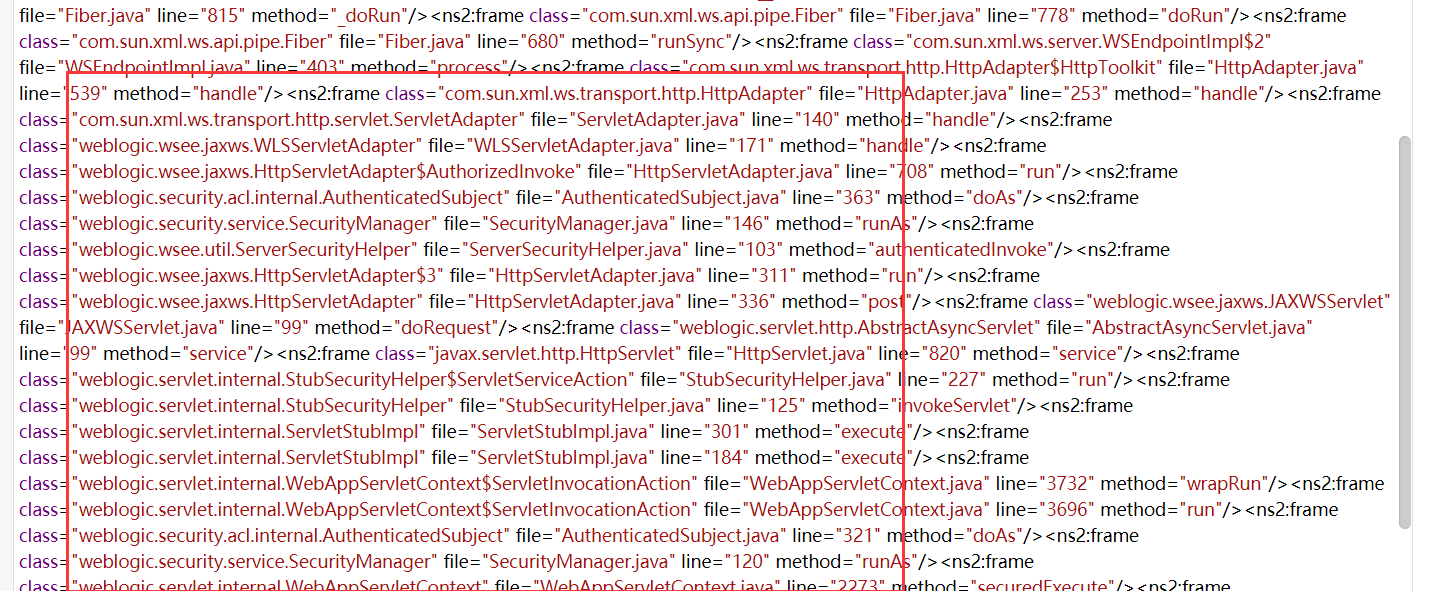 file="Fiber.java" line="815" method="_doRun"/><ns2:frame class="com.sun.xml.ws.api.pipe.Fiber" file="Fiber.java" line="778" method="doRun"/><ns2:frame
class="com.sun.xml.ws.api.pipe.Fiber" file="Fiber.java" line="680" method="runSync"/><ns2:frame class="com.sun.xml.ws.server.WSEndpointImpl$2"
file="WSEndpointImpl.java" line="403" method="process"/><ns2:frame class="com.sun.xml.ws.transport.http.HttpAdapter$HttpToolkit" file="HttpAdapter.java"
line="539" method="handle"/><ns2:frame class="com.sun.xml.ws.transport.http.HttpAdapter" file="HttpAdapter.java" line="253" method="handle"/><ns2:frame
class="com.sun.xml.ws.transport.http.servlet.ServletAdapter" file="ServletAdapter.java" line="140" method="handle"/><ns2:frame
class="weblogic.wsee.jaxws.WLSServletAdapter" file="WLSServletAdapter.java" line="171" method="handle"/><ns2:frame
class="weblogic.wsee.jaxws.HttpServletAdapter$AuthorizedInvoke" file="HttpServletAdapter.java" line="708" method="run"/><ns2:frame
class="weblogic.security.acl.internal.AuthenticatedSubject" file="AuthenticatedSubject.java" line="363" method="doAs"/><ns2:frame
class="weblogic.security.service.SecurityManager" file="SecurityManager.java" line="146" method="runAs"/><ns2:frame
class="weblogic.wsee.util.ServerSecurityHelper" file="ServerSecurityHelper.java" line="103" method="authenticatedInvoke"/><ns2:frame
class="weblogic.wsee.jaxws.HttpServletAdapter$3" file="HttpServletAdapter.java" line="311" method="run"/><ns2:frame
class="weblogic.wsee.jaxws.HttpServletAdapter" file="HttpServletAdapter.java" line="336" method="post"/><ns2:frame class="weblogic.wsee.jaxws.JAXWSServlet"
file="JAXWSServlet.java" line="99" method="doRequest"/><ns2:frame class="weblogic.servlet.http.AbstractAsyncServlet" file="AbstractAsyncServlet.java"
line="99" method="service"/><ns2:frame class="javax.servlet.http.HttpServlet" file="HttpServlet.java" line="820" method="service"/><ns2:frame
class="weblogic.servlet.internal.StubSecurityHelper$ServletServiceAction" file="StubSecurityHelper.java" line="227" method="run"/><ns2:frame
class="weblogic.servlet.internal.StubSecurityHelper" file="StubSecurityHelper.java" line="125" method="invokeServlet"/><ns2:frame
class="weblogic.servlet.internal.ServletStubImpl" file="ServletStubImpl.java" line="301" method="execute"/><ns2:frame
class="weblogic.servlet.internal.ServletStubImpl" file="ServletStubImpl.java" line="184" method="execute"/><ns2:frame
class="weblogic.servlet.internal.WebAppServletContext$ServletInvocationAction" file="WebAppServletContext.java" line="3732" method="wrapRun"/><ns2:frame
class="weblogic.servlet.internal.WebAppServletContext$ServletInvocationAction" file="WebAppServletContext.java" line="3696" method="run"/><ns2:frame
class="weblogic.security.acl.internal.AuthenticatedSubject" file="AuthenticatedSubject.java" line="321" method="doAs"/><ns2:frame
class="weblogic.security.service.SecurityManager" file="SecurityManager.java" line="120" method="runAs"/><ns2:frame
class="weblogic.servlet.internal.WebAppServletContext" file="WebAppServletContext.java" line="2273" method="securedExecute"/><ns2:frame